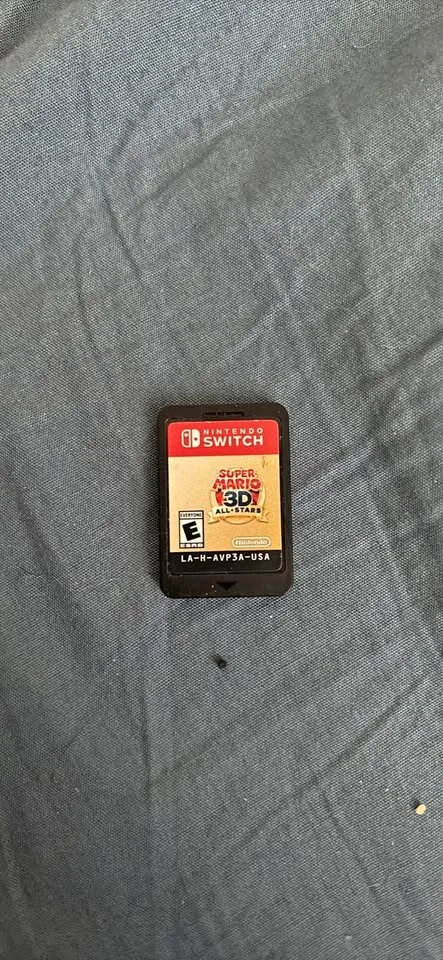 NINTENDO
SWITCH
SUPER
MARIO
3D
ALL-STARS
EVERYONE
E
ESRB
Nintendo
LA-H-AVP3A-USA